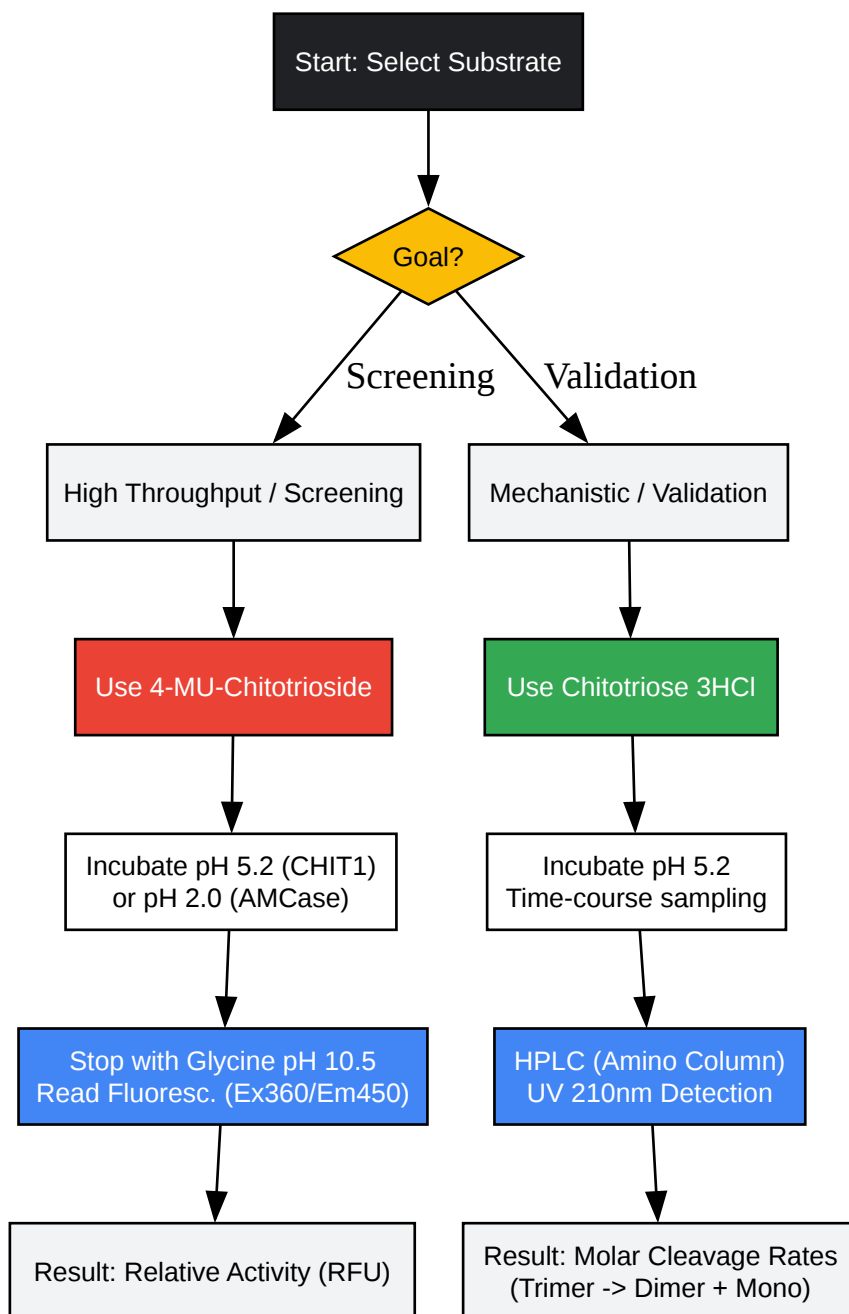 Start: Select Substrate
Goal?
Screening
Validation
High Throughput / Screening
Mechanistic / Validation
Use 4-MU-Chitotrioside
Use Chitotriose 3HCl
Incubate pH 5.2 (CHIT1)
or pH 2.0 (AMCase)
Incubate pH 5.2
Time-course sampling
Stop with Glycine pH 10.5
Read Fluoresc. (Ex360/Em450)
HPLC (Amino Column)
UV 210nm Detection
Result: Relative Activity (RFU)
Result: Molar Cleavage Rates
(Trimer -> Dimer + Mono)